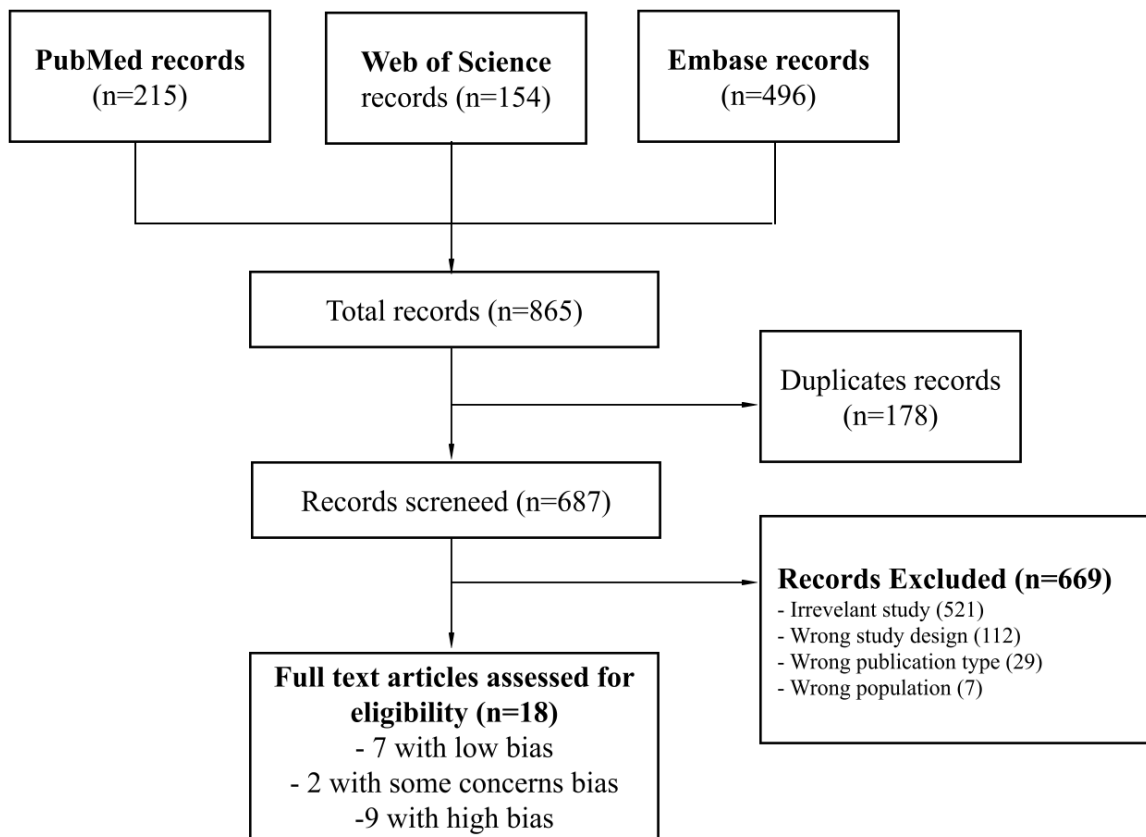 PubMed records
(n=215)
Web of Science
records (n=154)
Embase records
(n=496)
Total records (n=865)
Duplicates records
(n=178)
Records screneed (n=687)
Records Excluded (n=669)
- Irrevelant study (521)
- Wrong study design (112)
- Wrong publication type (29)
- Wrong population (7)
Full text articles assessed for
eligibility (n=18)
- 7 with low bias
- 2 with some concerns bias
-9 with high bias